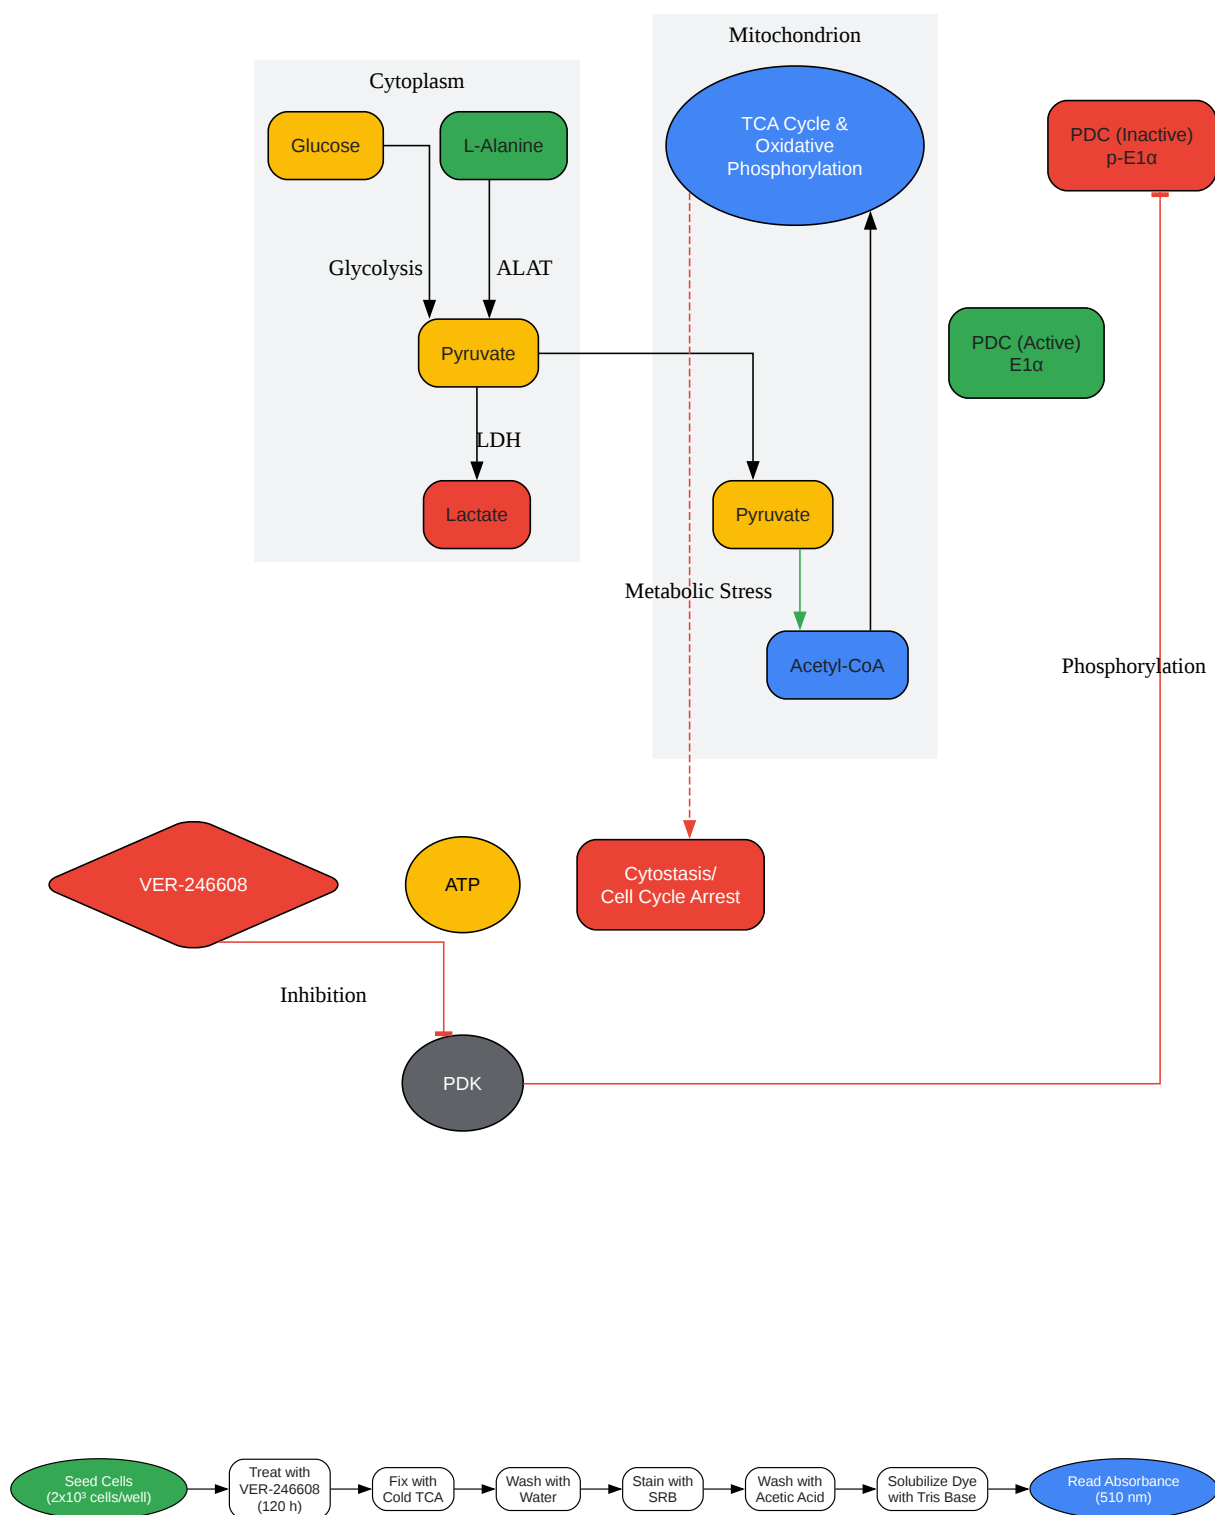 Mitochondrion
Cytoplasm
TCA Cycle &
Oxidative
Phosphorylation
PDC (Inactive)
p-E1α
Glucose
L-Alanine
Glycolysis
ALAT
PDC (Active)
E1α
Pyruvate
LDH
Lactate
Pyruvate
Metabolic Stress
Acetyl-CoA
Phosphorylation
VER-246608
ATP
Cytostasis/
Cell Cycle Arrest
Inhibition
PDK
Seed Cells
(2x10³ cells/well)
Treat with
VER-246608
(120 h)
Fix with
Cold TCA
Wash with
Water
Stain with
SRB
Wash with
Acetic Acid
Solubilize Dye
with Tris Base
Read Absorbance
(510 nm)